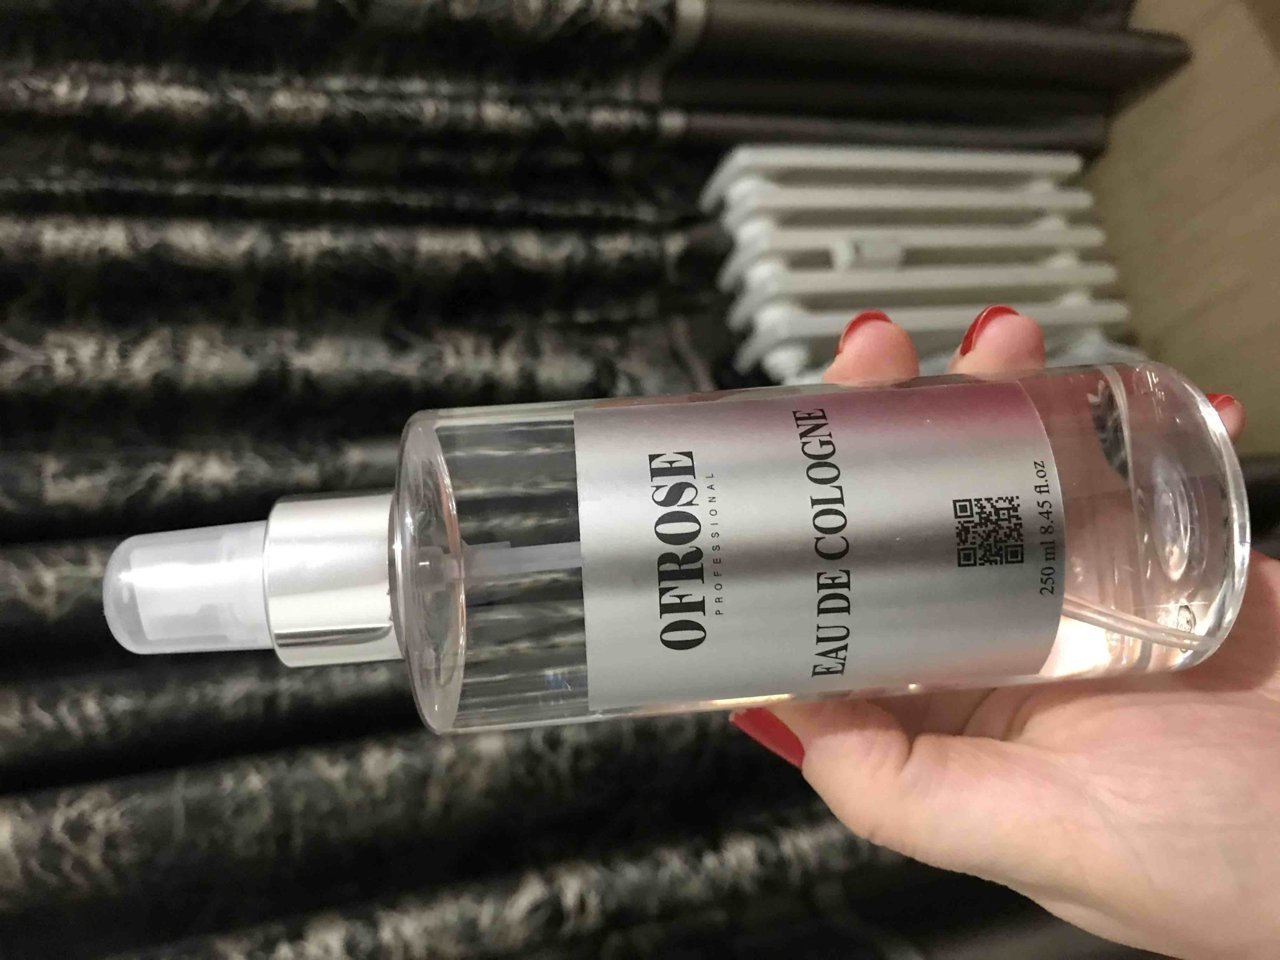 OFROSE
PROFESSIONAL
EAU DE COLOGNE
250 ml 8.45 fl.oz